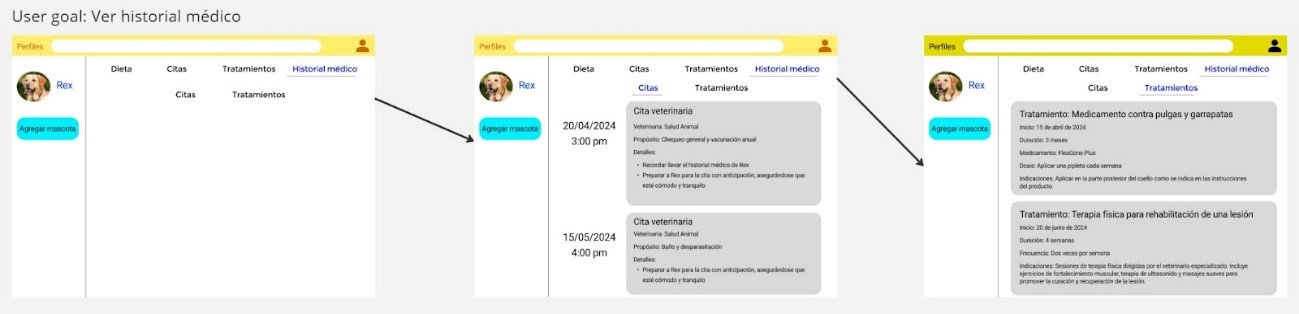 User goal: Ver historial médico
Perfiles
Rex
Agregar mascota
Dieta Citas Tratamientos Historial médico
Citas Tratamientos
Perfiles
Rex
Agregar mascota
Dieta Citas Tratamientos Historial médico
Citas Tratamientos
20/04/2024
3:00 pm
Cita veterinaria
Veterinaria: Salud Animal
Propósito: Chequeo general y vacunación anual
Detalles:
• Recordar llevar el historial médico de Rex
• Preparar a Rex para la cita con anticipación, asegurándose que
esté cómodo y tranquilo
15/05/2024
4:00 pm
Cita veterinaria
Veterinaria: Salud Animal
Propósito: Baño y desparasitación
Detalles:
• Preparar a Rex para la cita con anticipación, asegurándose que
esté cómodo y tranquilo
Perfiles
Rex
Agregar mascota
Dieta Citas Tratamientos Historial médico
Citas Tratamientos
Tratamiento: Medicamento contra pulgas y garrapatas
Inicio: 15 de abril de 2024
Duración: 3 meses
Medicamento: FleaGone Plus
Dosis: Aplicar una pipleta cada semana
Indicaciones: Aplicar en la parte posterior del cuello como se indica en las instrucciones
del producto
Tratamiento: Terapia física para rehabilitación de una lesión
Inicio: 20 de junio de 2024
Duración: 4 semanas
Frecuencia: Dos veces por semana
Indicaciones: Sesiones de terapia física dirigidas por el veterinario especializado. Incluye
ejercicios de fortalecimiento muscular, terapia de ultrasonido y masajes suaves para
promover la curación y recuperación de la lesión.